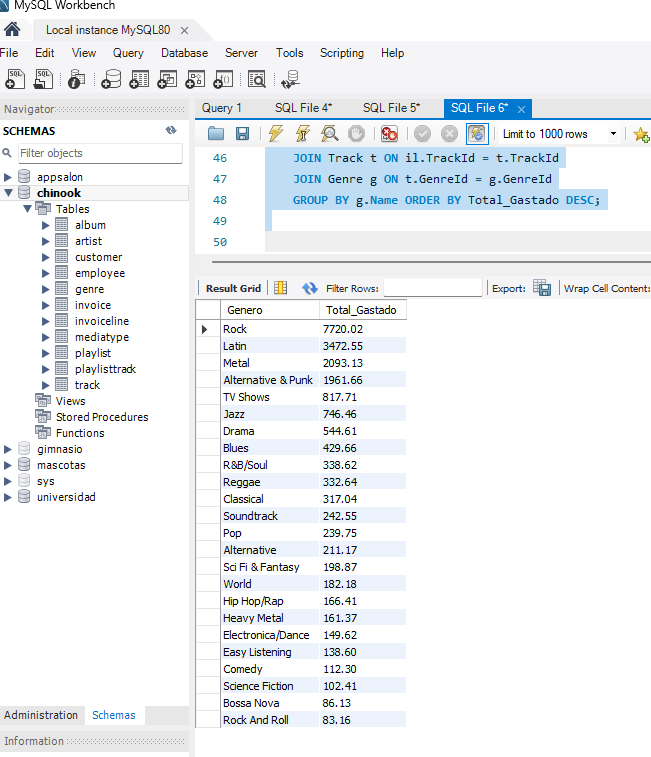 MySQL Workbench
Local instance MySQL80 ×
File Edit View Query Database Server Tools Scripting Help
Navigator
SCHEMAS
Filter objects
appsalon
chinook
Tables
album
artist
customer
employee
genre
invoice
invoiceline
mediatype
playlist
playlisttrack
track
Views
Stored Procedures
Functions
gimnasio
mascotas
sys
universidad
Administration Schemas
Information
Query 1 SQL File 4* SQL File 5* SQL File 6* ×
Limit to 1000 rows
46 JOIN Track t ON il.TrackId = t.TrackId
47 JOIN Genre g ON t.GenreId = g.GenreId
48 GROUP BY g.Name ORDER BY Total_Gastado DESC;
49
50
Result Grid Filter Rows: Export: Wrap Cell Content:
Genero Total_Gastado
Rock 7720.02
Latin 3472.55
Metal 2093.13
Alternative & Punk 1961.66
TV Shows 817.71
Jazz 746.46
Drama 544.61
Blues 429.66
R&B/Soul 338.62
Reggae 332.64
Classical 317.04
Soundtrack 242.55
Pop 239.75
Alternative 211.17
Sci Fi & Fantasy 198.87
World 182.18
Hip Hop/Rap 166.41
Heavy Metal 161.37
Electronica/Dance 149.62
Easy Listening 138.60
Comedy 112.30
Science Fiction 102.41
Bossa Nova 86.13
Rock And Roll 83.16